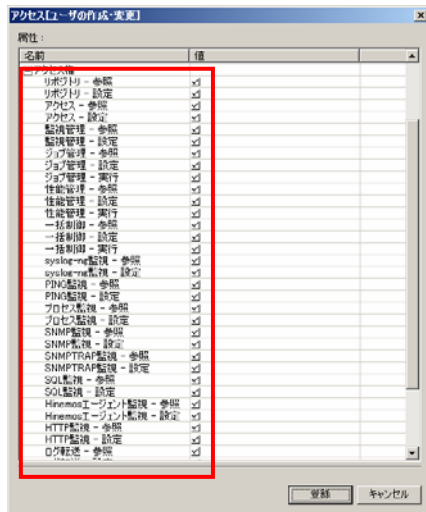 アクセス[ユーザの作成・変更]
属性：
名前 値
アクセス権
リポジトリ - 参照
リポジトリ - 設定
アクセス - 参照
アクセス - 設定
監視管理 - 参照
監視管理 - 設定
ジョブ管理 - 参照
ジョブ管理 - 設定
ジョブ管理 - 実行
性能管理 - 参照
性能管理 - 設定
性能管理 - 実行
一括制御 - 参照
一括制御 - 設定
一括制御 - 実行
syslog-ng監視 - 参照
syslog-ng監視 - 設定
PING監視 - 参照
PING監視 - 設定
プロセス監視 - 参照
プロセス監視 - 設定
SNMP監視 - 参照
SNMP監視 - 設定
SNMPTRAP監視 - 参照
SNMPTRAP監視 - 設定
SQL監視 - 参照
SQL監視 - 設定
Hinemosエージェント監視 - 参照
Hinemosエージェント監視 - 設定
HTTP監視 - 参照
HTTP監視 - 設定
ログ転送 - 参照
登録 キャンセル